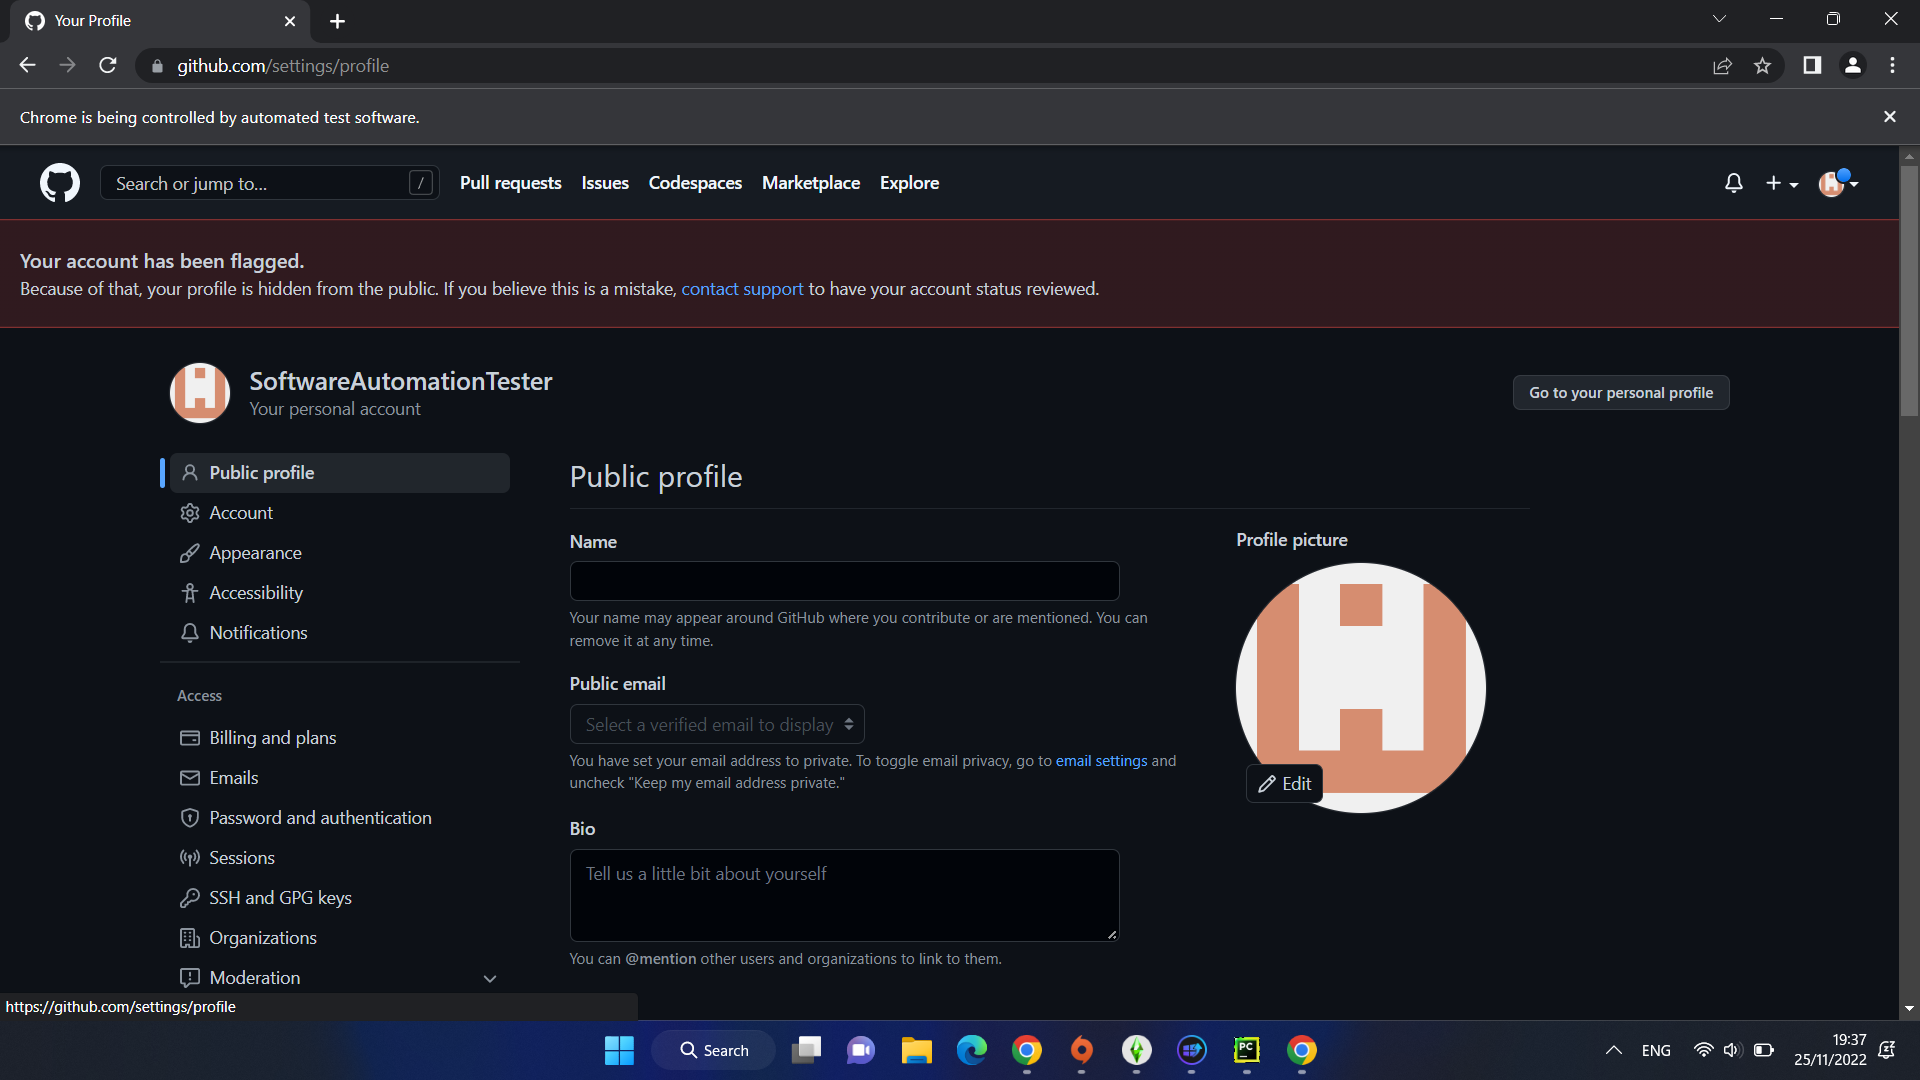 Your Profile
github.com/settings/profile
Chrome is being controlled by automated test software.
Search or jump to... /
Pull requests Issues Codespaces Marketplace Explore
Your account has been flagged.
Because of that, your profile is hidden from the public. If you believe this is a mistake, contact support to have your account status reviewed.
SoftwareAutomationTester
Your personal account
Go to your personal profile
Public profile
Account
Appearance
Accessibility
Notifications
Access
Billing and plans
Emails
Password and authentication
Sessions
SSH and GPG keys
Organizations
Moderation
Public profile
Name
Your name may appear around GitHub where you contribute or are mentioned. You can
remove it at any time.
Public email
Select a verified email to display
You have set your email address to private. To toggle email privacy, go to email settings and
uncheck "Keep my email address private."
Bio
Tell us a little bit about yourself
You can @mention other users and organizations to link to them.
Profile picture
Edit
https://github.com/settings/profile
Search
PC
ENG
19:37
25/11/2022